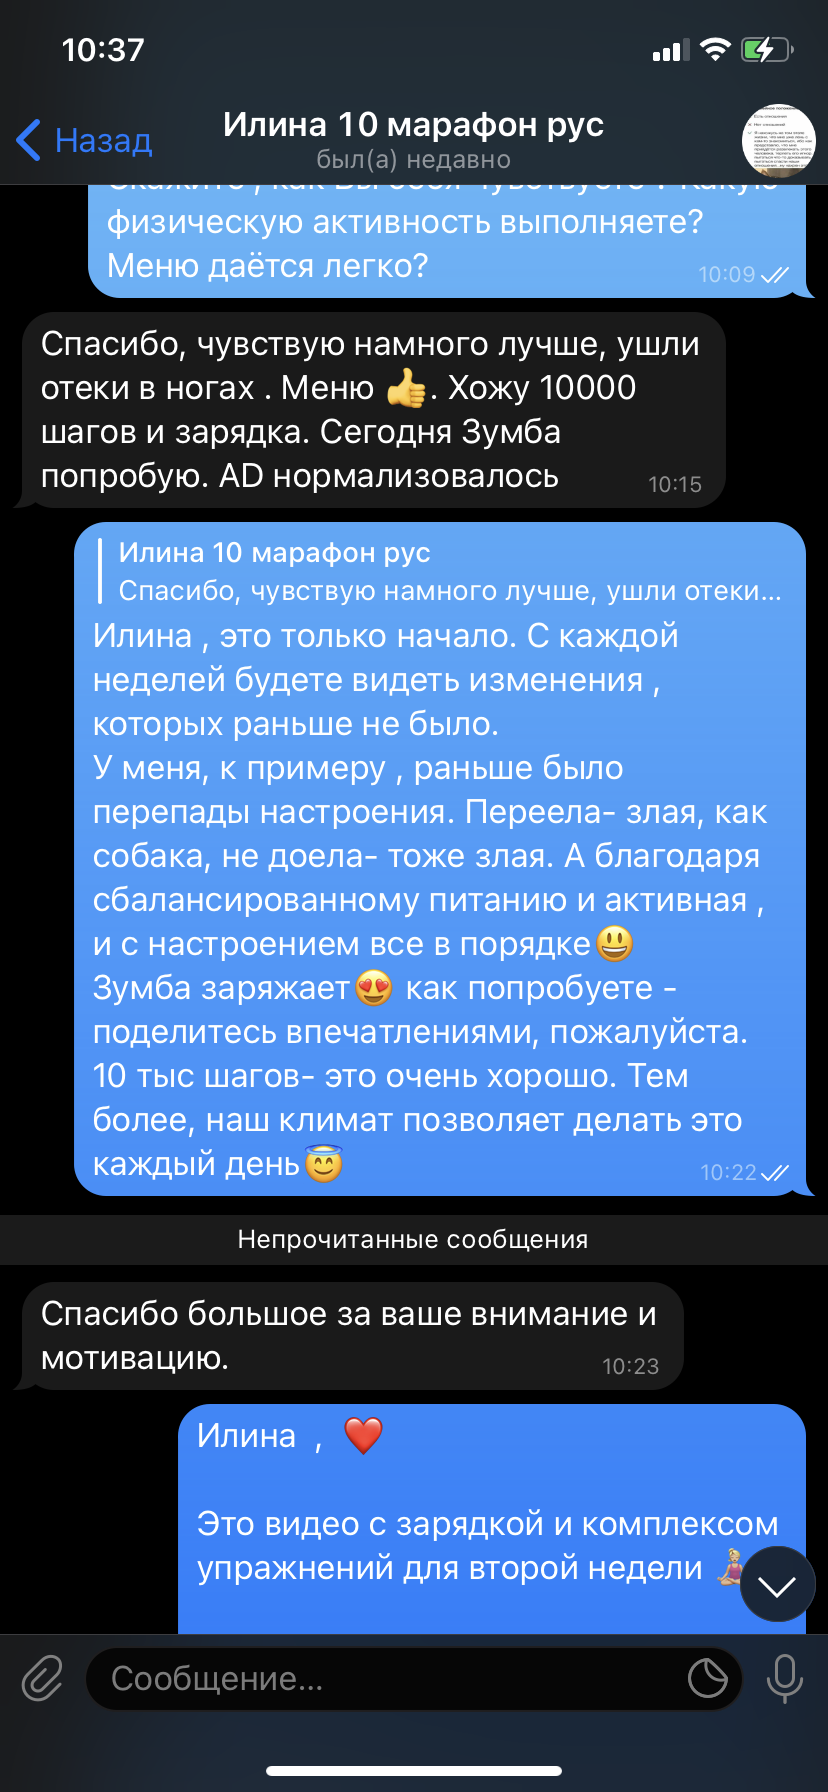 10:37
Назад
Илина 10 марафон рус
был(а) недавно
физическую активность выполняете?
Меню даётся легко?
10:09
Спасибо, чувствую намного лучше, ушли
отеки в ногах . Меню 👍. Хожу 10000
шагов и зарядка. Сегодня Зумба
попробую. AD нормализовалось
10:15
Илина 10 марафон рус
Спасибо, чувствую намного лучше, ушли отеки...
Илина , это только начало. С каждой
неделей будете видеть изменения ,
которых раньше не было.
У меня, к примеру , раньше было
перепады настроения. Переела- злая, как
собака, не доела- тоже злая. А благодаря
сбалансированному питанию и активная ,
и с настроением все в порядке😃
Зумба заряжает😍 как попробуете -
поделитесь впечатлениями, пожалуйста.
10 тыс шагов- это очень хорошо. Тем
более, наш климат позволяет делать это
каждый день😇
10:22
Непрочитанные сообщения
Спасибо большое за ваше внимание и
мотивацию.
10:23
Илина , ❤️
Это видео с зарядкой и комплексом
упражнений для второй недели 🧘🏼‍♀️
Сообщение...